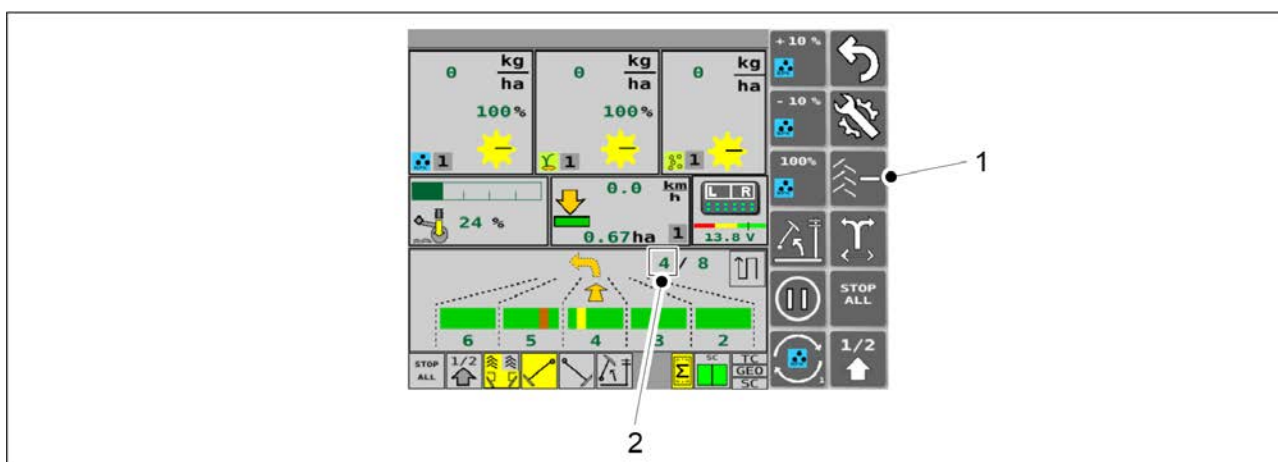 0 kg/ha
100%
1
0 kg/ha
100%
1
0 kg/ha
1
24 %
0.0 km/h
0.67ha 1
L R
13.8 V
4 / 8
6 5 4 3 2
STOP ALL
1/2
Σ
SC
TC
GEO
SC
+10 %
- 10 %
100%
STOP
ALL
1
1/2
1
2